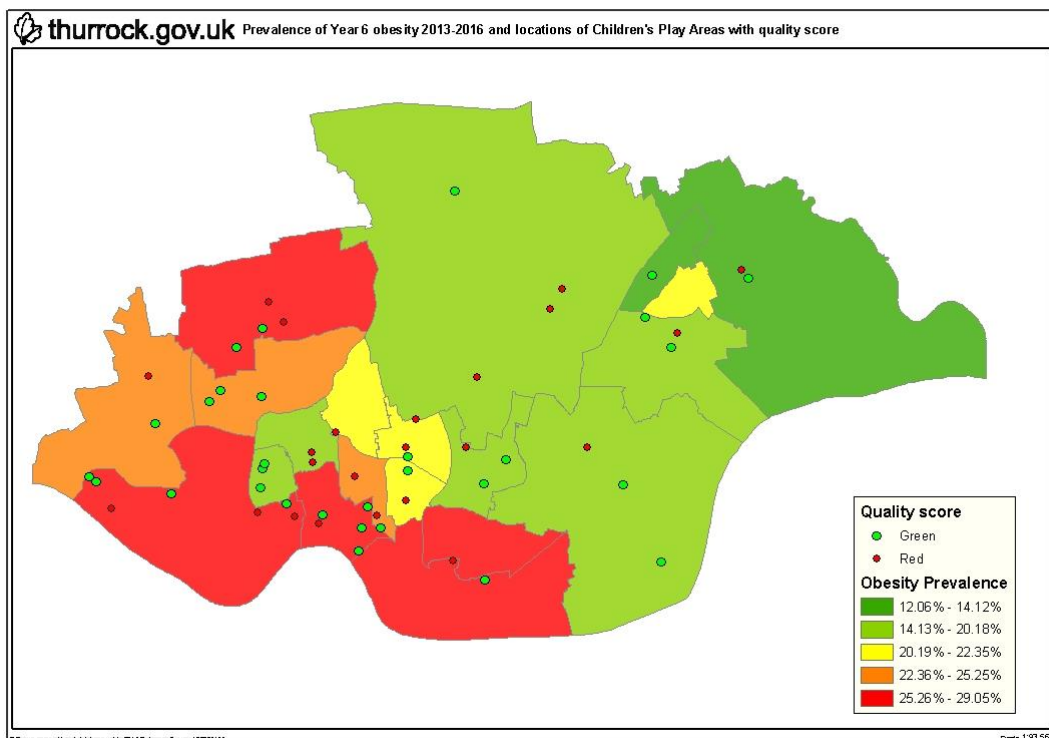 thurrock.gov.uk Prevalence of Year 6 obesity 2013-2016 and locations of Children's Play Areas with quality score
Quality score
Green
Red
Obesity Prevalence
12.06% - 14.12%
14.13% - 20.18%
20.19% - 22.35%
22.36% - 25.25%
25.26% - 29.05%